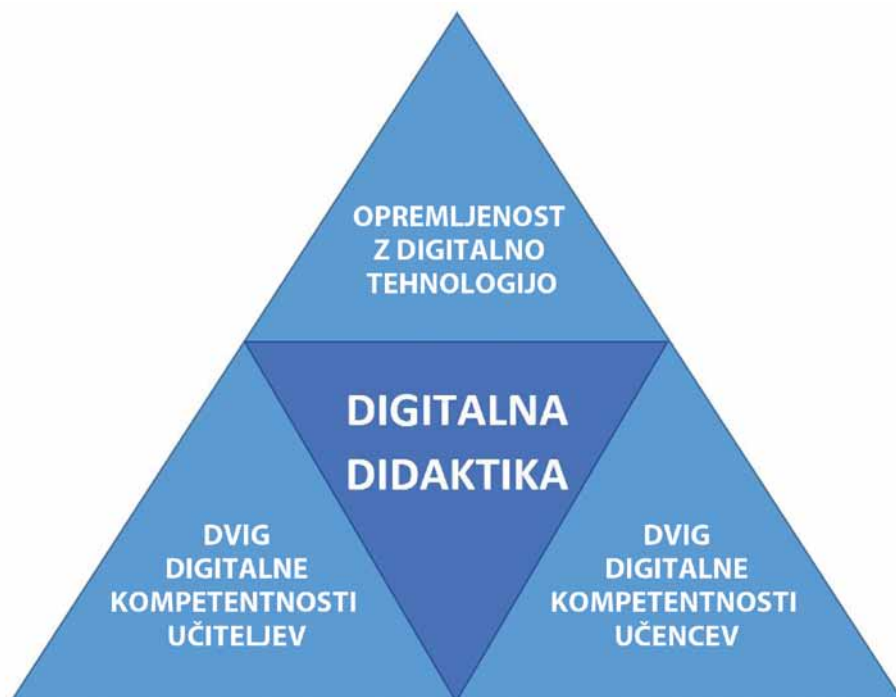 OPREMLJENOST
Z DIGITALNO
TEHNOLOGIJO
DIGITALNA
DIDAKTIKA
DVIG
DIGITALNE
KOMPETENTNOSTI
UČITELJEV
DVIG
DIGITALNE
KOMPETENTNOSTI
UČENCEV